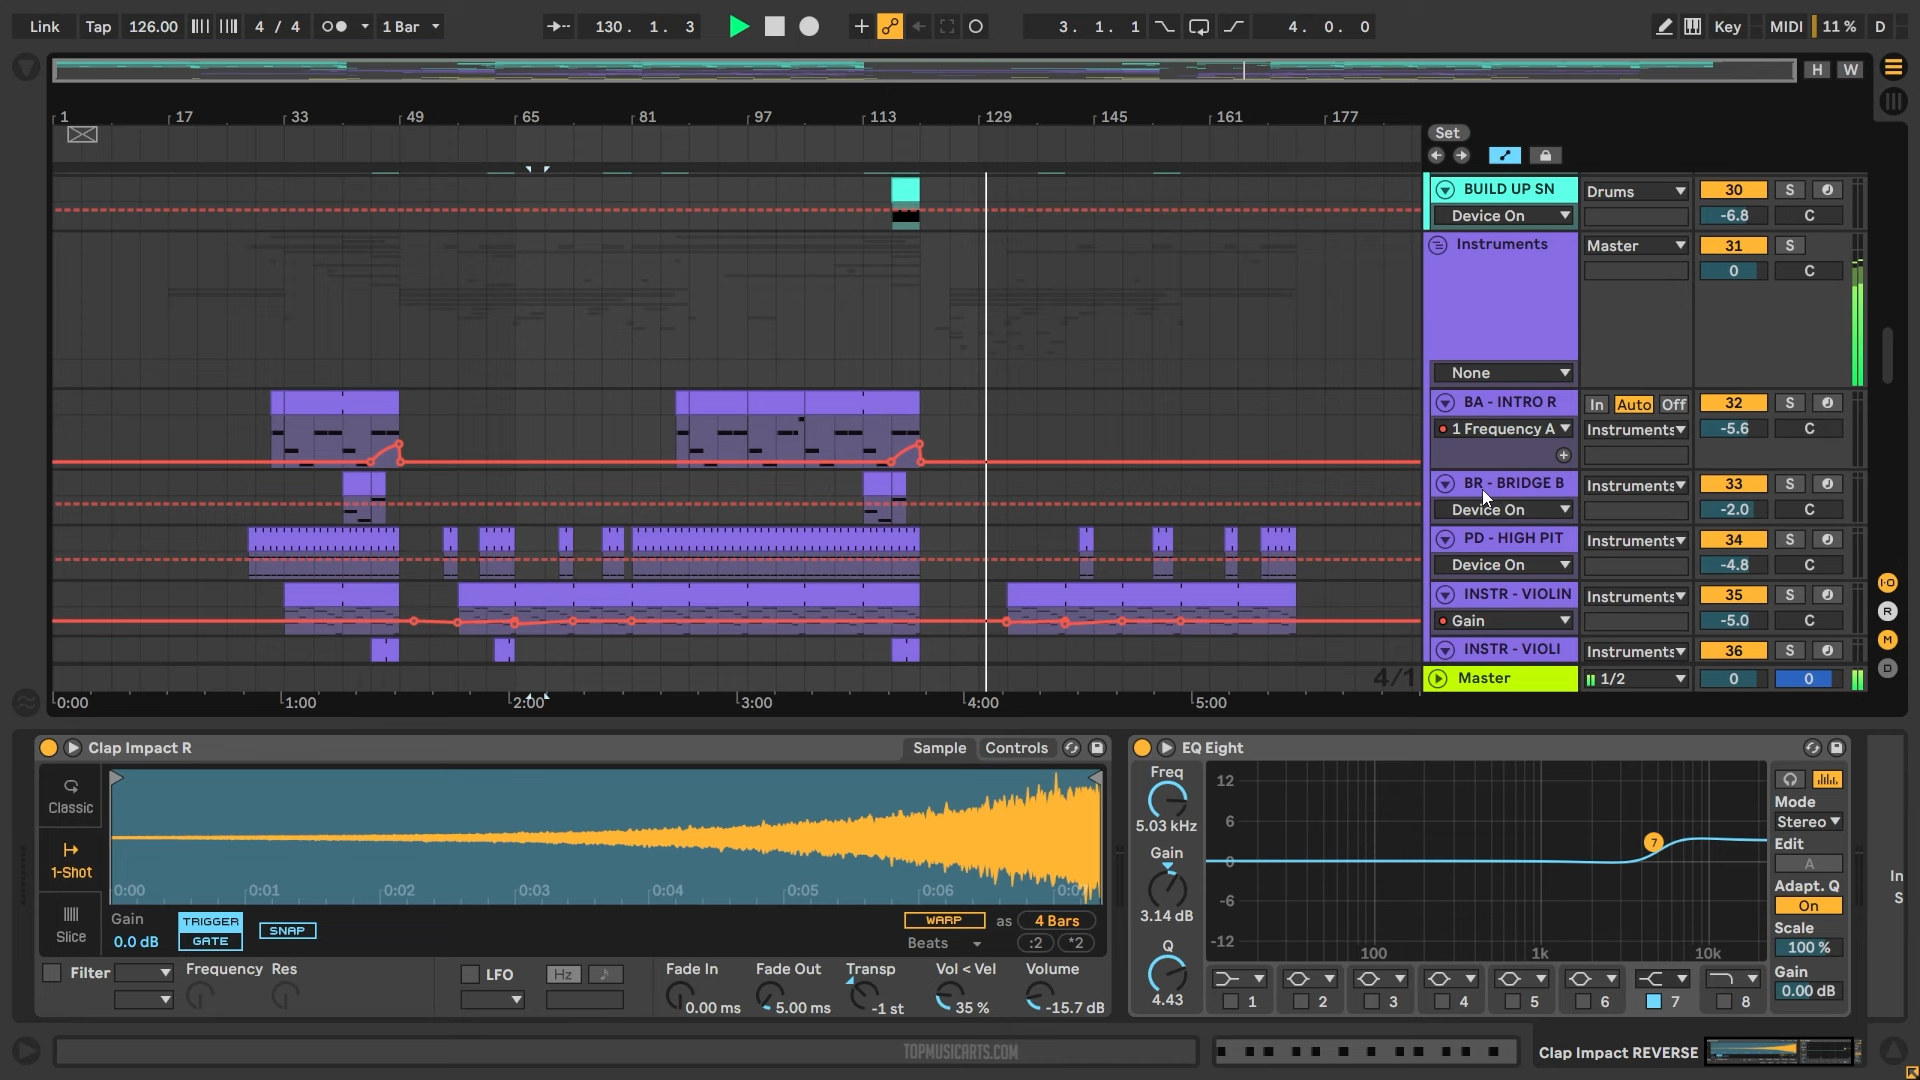 Link Tap 126.00 4 / 4 1 Bar 130. 1. 3 3. 1. 1 4. 0. 0 Key MIDI 11 % D
H W
1 17 33 49 65 81 97 113 129 145 161 177
Set
BUILD UP SN Drums 30 S
Device On -6.8 C
Instruments Master 31 S
0 C
None
BA - INTRO R In Auto Off 32 S
1 Frequency A Instruments -5.6 C
BR - BRIDGE B Instruments 33 S
Device On -2.0 C
PD - HIGH PIT Instruments 34 S
Device On -4.8 C
INSTR - VIOLIN Instruments 35 S
Gain -5.0 C
INSTR - VIOLI Instruments 36 S
4/1 Master 1/2 0 0
I·O
R
M
D
0:00 1:00 2:00 3:00 4:00 5:00
Clap Impact R Sample Controls
Classic
1-Shot
Slice
0:00 0:01 0:02 0:03 0:04 0:05 0:06
Gain
0.0 dB
TRIGGER
GATE
SNAP
WARP as 4 Bars
Beats :2 *2
Filter Frequency Res LFO Hz Fade In Fade Out Transp Vol < Vel Volume
0.00 ms 5.00 ms -1 st 35 % -15.7 dB
EQ Eight
Freq
5.03 kHz
Gain
3.14 dB
Q
4.43
12
6
0
-6
-12
100 1k 10k
7
1 2 3 4 5 6 7 8
Mode
Stereo
Edit
A
Adapt. Q
On
Scale
100 %
Gain
0.00 dB
In
S
TOPMUSICARTS.COM
Clap Impact REVERSE